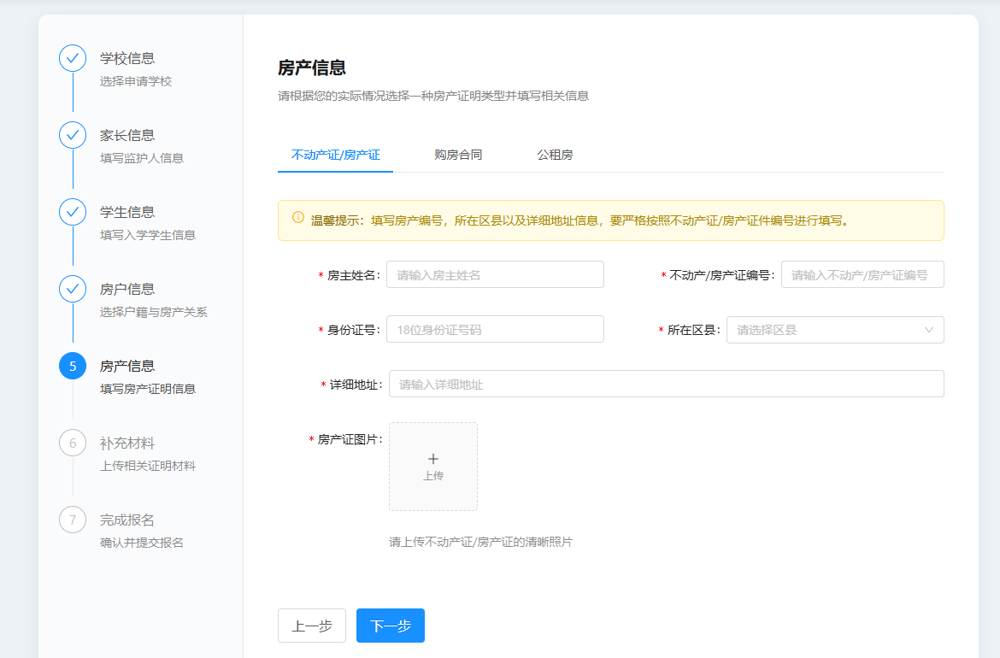 学校信息
选择申请学校
家长信息
填写监护人信息
学生信息
填写入学学生信息
房户信息
选择户籍与房产关系
5
房产信息
填写房产证明信息
6
补充材料
上传相关证明材料
7
完成报名
确认并提交报名
房产信息
请根据您的实际情况选择一种房产证明类型并填写相关信息
不动产证/房产证 购房合同 公租房
温馨提示：填写房产编号，所在区县以及详细地址信息，要严格按照不动产证/房产证件编号进行填写。
* 房主姓名： 请输入房主姓名 * 不动产/房产证编号： 请输入不动产/房产证编号
* 身份证号： 18位身份证号码 * 所在区县： 请选择区县
* 详细地址： 请输入详细地址
* 房产证图片：
+
上传
请上传不动产证/房产证的清晰照片
上一步 下一步